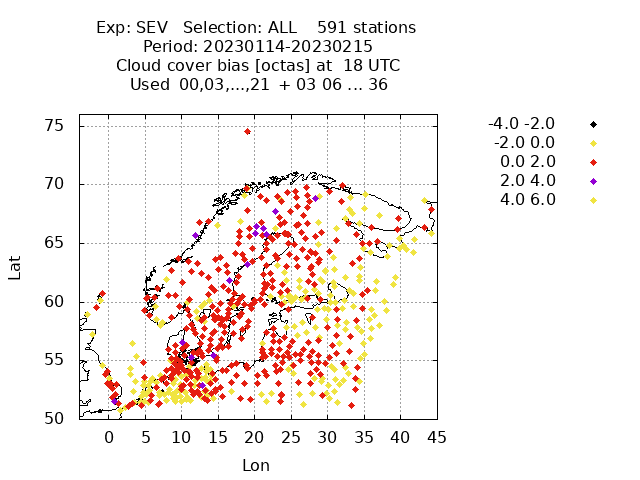 Exp: SEV   Selection: ALL    591 stations
Period: 20230114-20230215
Cloud cover bias [octas] at  18 UTC
Used  00,03,...,21  + 03 06 ... 36
-4.0 -2.0
-2.0  0.0
0.0  2.0
2.0  4.0
4.0  6.0
75
70
65
60
55
50
Lat
0 5 10 15 20 25 30 35 40 45
Lon